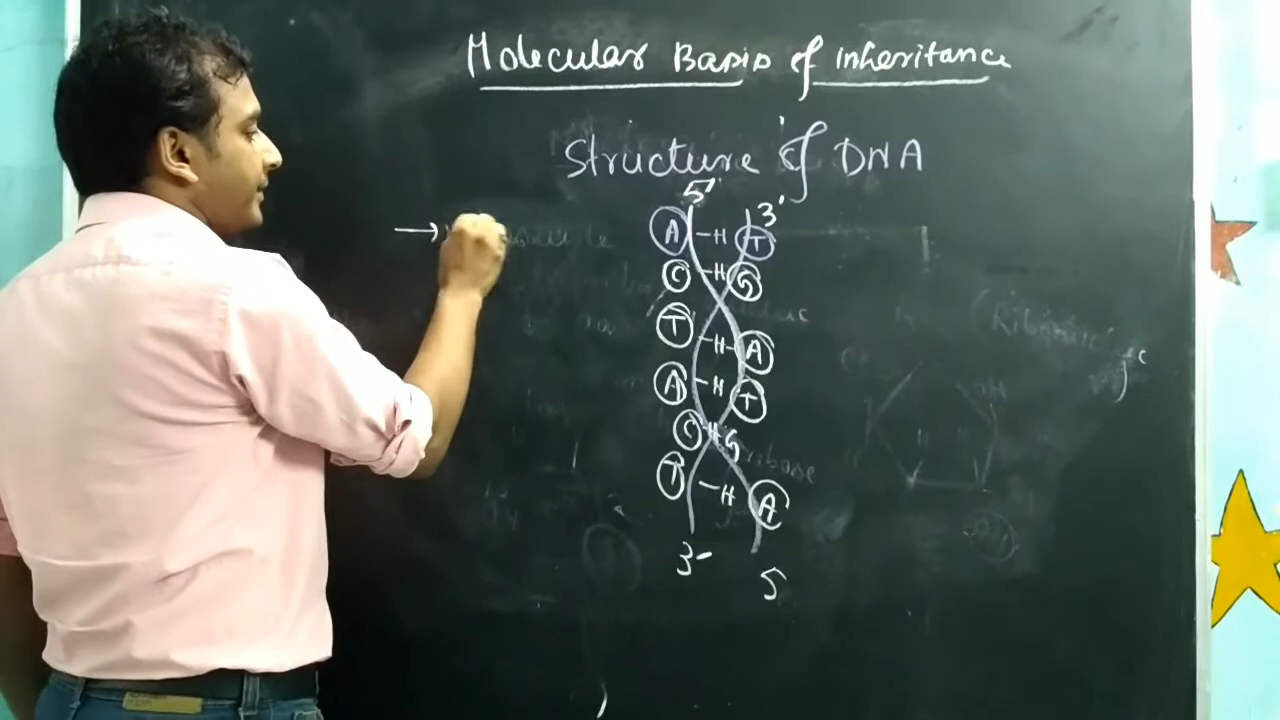 Molecular Basis of inheritance
Structure of DNA
5' 3'
A -H T
C -H G
T -H- A
A -H T
C H G
T -H A
3- 5
→